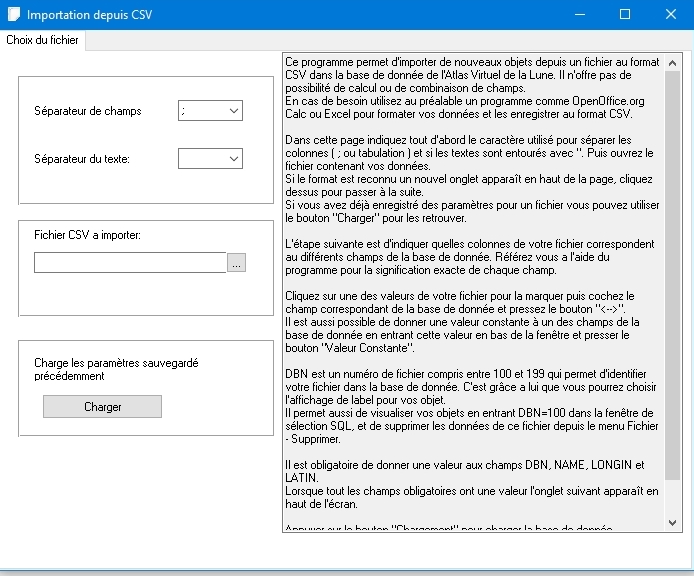 Importation depuis CSV
Choix du fichier
Séparateur de champs
;
Séparateur du texte:
Fichier CSV a importer:
...
Charge les paramètres sauvegardé
précédemment
Charger
Ce programme permet d'importer de nouveaux objets depuis un fichier au format
CSV dans la base de donnée de l'Atlas Virtuel de la Lune. Il n'offre pas de
possibilité de calcul ou de combinaison de champs.
En cas de besoin utilisez au préalable un programme comme OpenOffice.org
Calc ou Excel pour formater vos données et les enregistrer au format CSV.
Dans cette page indiquez tout d'abord le caractère utilisé pour séparer les
colonnes ( ; ou tabulation ) et si les textes sont entourés avec ". Puis ouvrez le
fichier contenant vos données.
Si le format est reconnu un nouvel onglet apparaît en haut de la page, cliquez
dessus pour passer à la suite.
Si vous avez déjà enregistré des paramètres pour un fichier vous pouvez utiliser
le bouton "Charger" pour les retrouver.
L'étape suivante est d'indiquer quelles colonnes de votre fichier correspondent
au différents champs de la base de donnée. Référez vous a l'aide du
programme pour la signification exacte de chaque champ.
Cliquez sur une des valeurs de votre fichier pour la marquer puis cochez le
champ correspondant de la base de donnée et pressez le bouton "<-->".
Il est aussi possible de donner une valeur constante à un des champs de la
base de donnée en entrant cette valeur en bas de la fenêtre et presser le
bouton "Valeur Constante".
DBN est un numéro de fichier compris entre 100 et 199 qui permet d'identifier
votre fichier dans la base de donnée. C'est grâce a lui que vous pourrez choisir
l'affichage de label pour vos objet.
Il permet aussi de visualiser vos objets en entrant DBN=100 dans la fenêtre de
sélection SQL, et de supprimer les données de ce fichier depuis le menu Fichier
- Supprimer.
Il est obligatoire de donner une valeur aux champs DBN, NAME, LONGIN et
LATIN.
Lorsque tout les champs obligatoires ont une valeur l'onglet suivant apparaît en
haut de l'écran.
Appuyer sur le bouton "Chargement" pour charger la base de donnée.